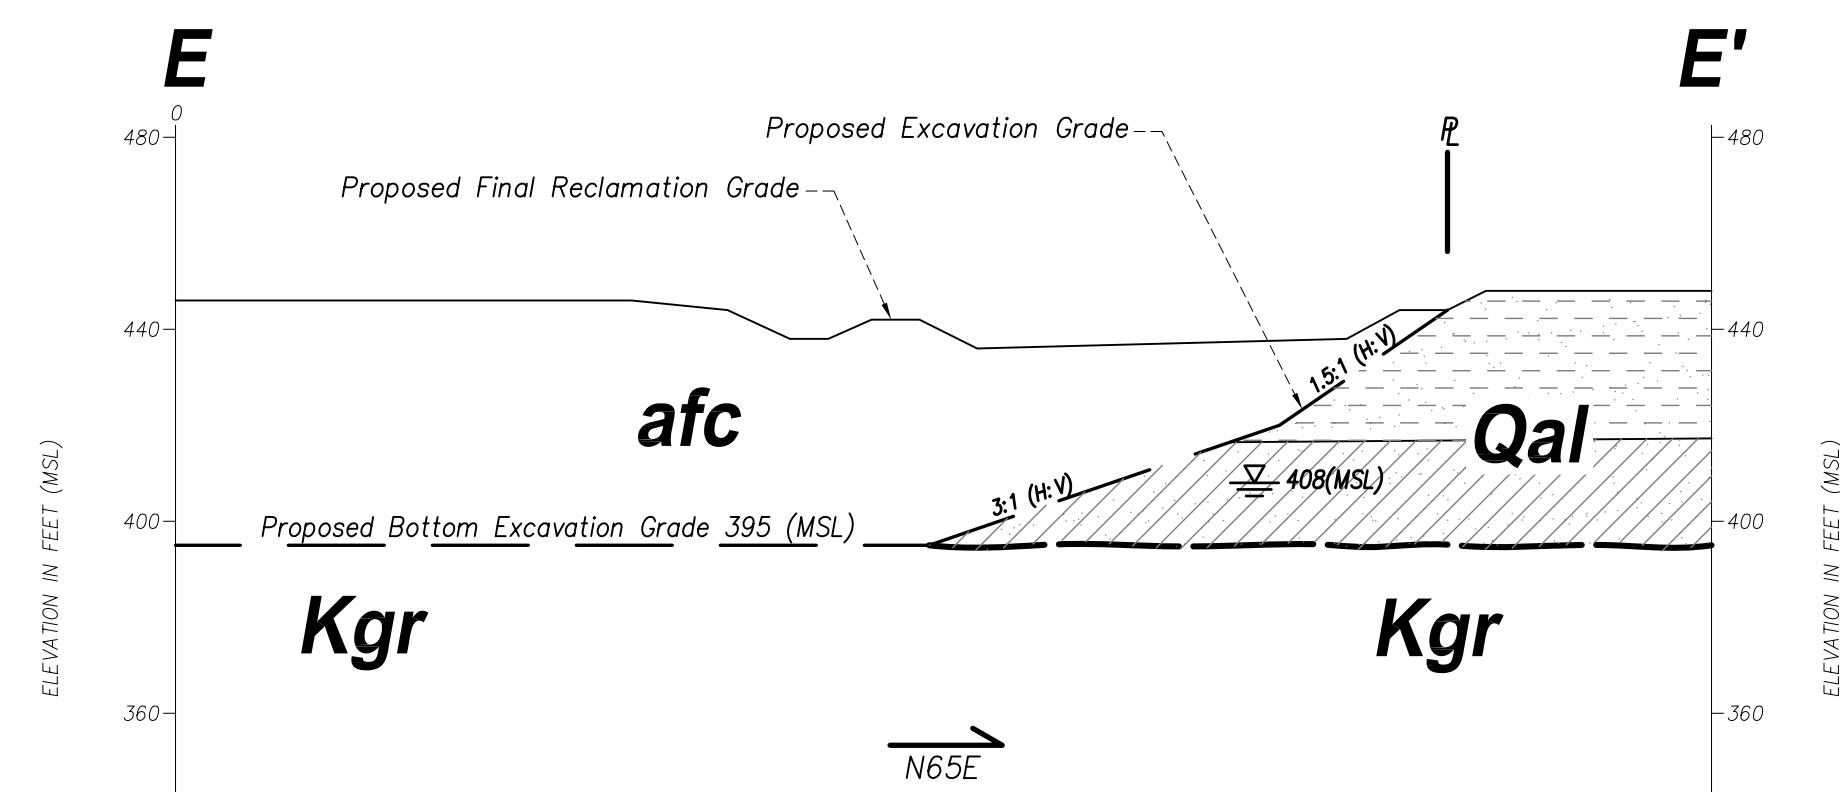 E
E'
0
480
480
Proposed Excavation Grade
PL
Proposed Final Reclamation Grade
440
440
1.5:1 (H:V)
afc
Qal
ELEVATION IN FEET (MSL)
ELEVATION IN FEET (MSL)
3:1 (H:V)
408(MSL)
400
Proposed Bottom Excavation Grade 395 (MSL)
400
Kgr
Kgr
360
360
N65E